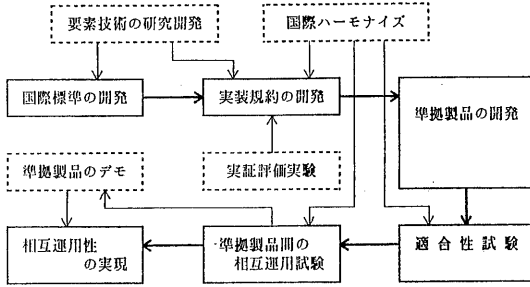 要素技術の研究開発
国際ハーモナイズ
国際標準の開発
実装規約の開発
準拠製品の開発
準拠製品のデモ
実証評価実験
相互運用性
の実現
準拠製品間の
相互運用試験
適合性試験